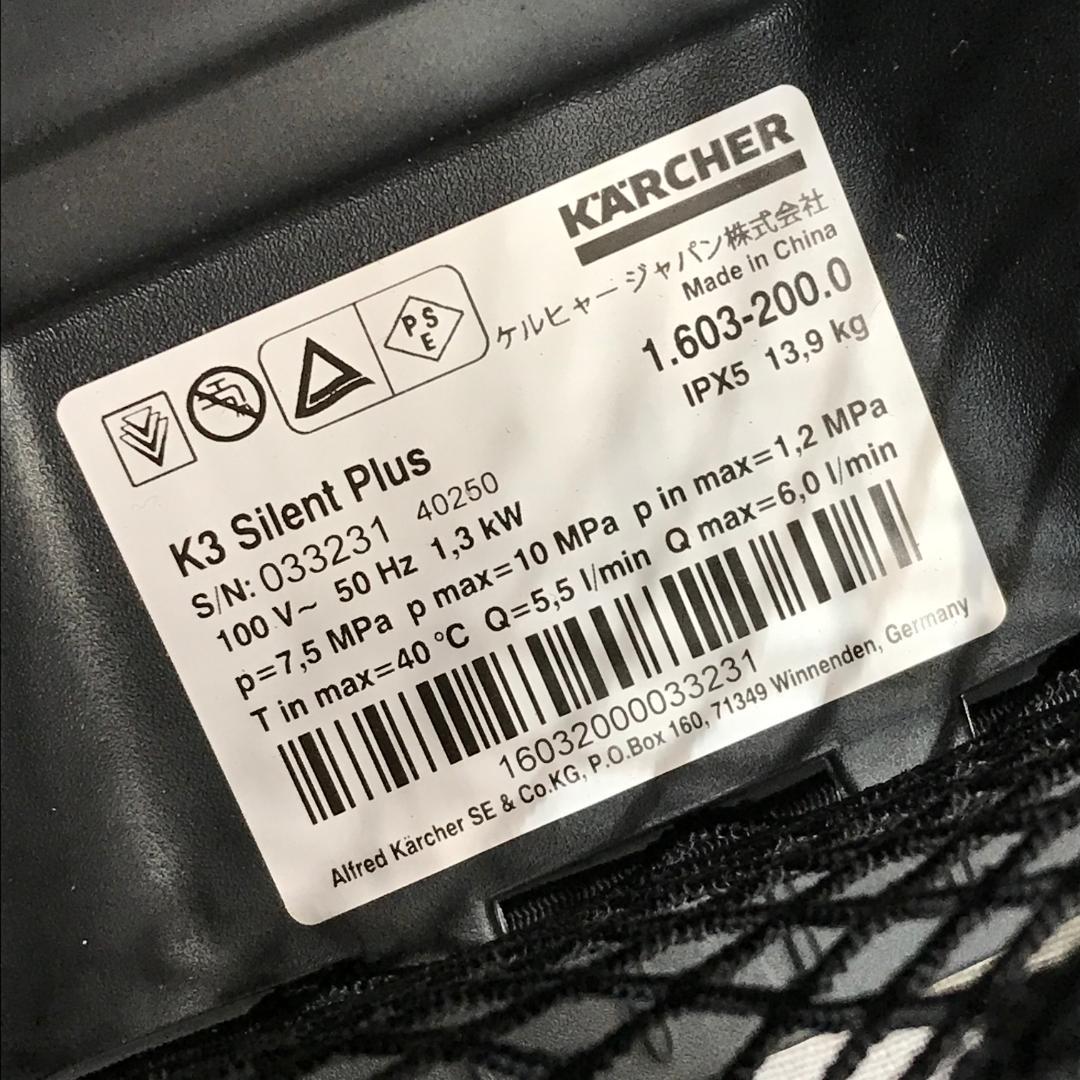 KÄRCHER
ケルヒャー ジャパン株式会社
Made in China
1.603-200.0
IPX5 13,9 kg
PS
E
K3 Silent Plus
S/N: 033231 40250
100 V~ 50 Hz 1,3 kW
p=7,5 MPa p max=10 MPa p in max=1,2 MPa
T in max=40 °C Q=5,5 l/min Q max=6,0 l/min
16032000033231
Alfred Kärcher SE & Co.KG, P.O.Box 160, 71349 Winnenden, Germany